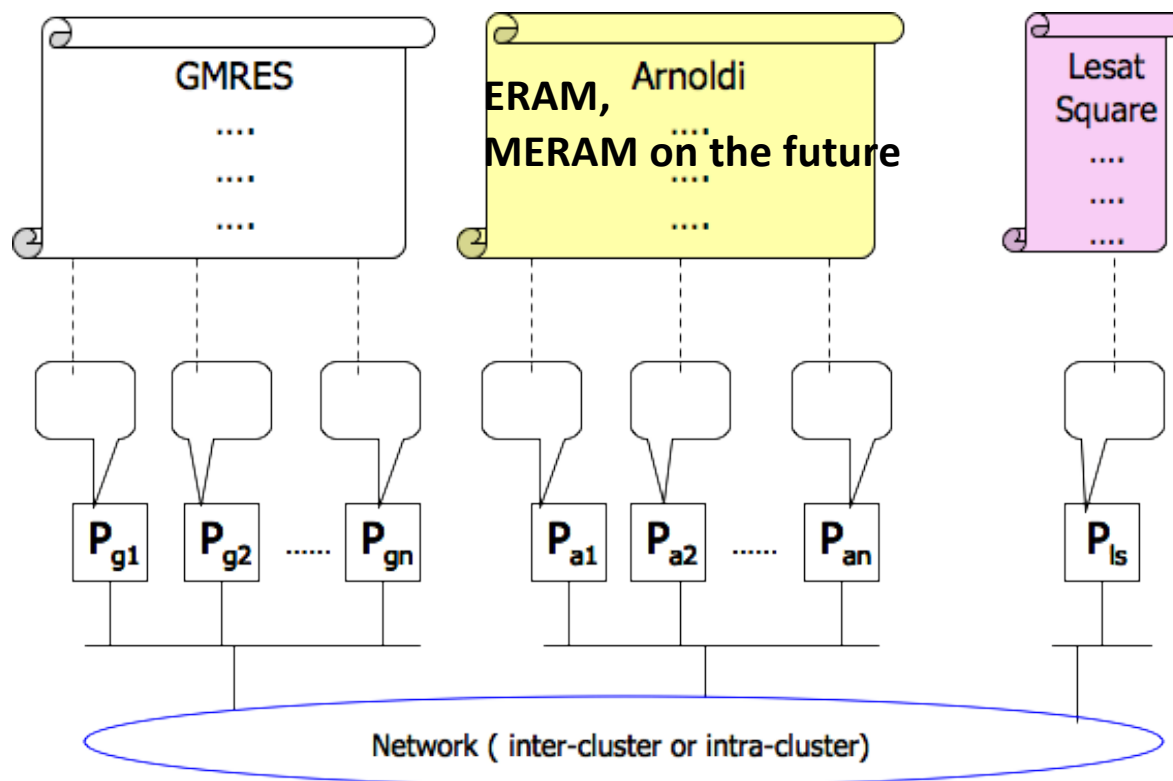 GMRES
....
....
....
Arnoldi
ERAM,
....
MERAM on the future
....
....
Lesat
Square
....
....
....
Pg1
Pg2
......
Pgn
Pa1
Pa2
......
Pan
Pls
Network ( inter-cluster or intra-cluster)